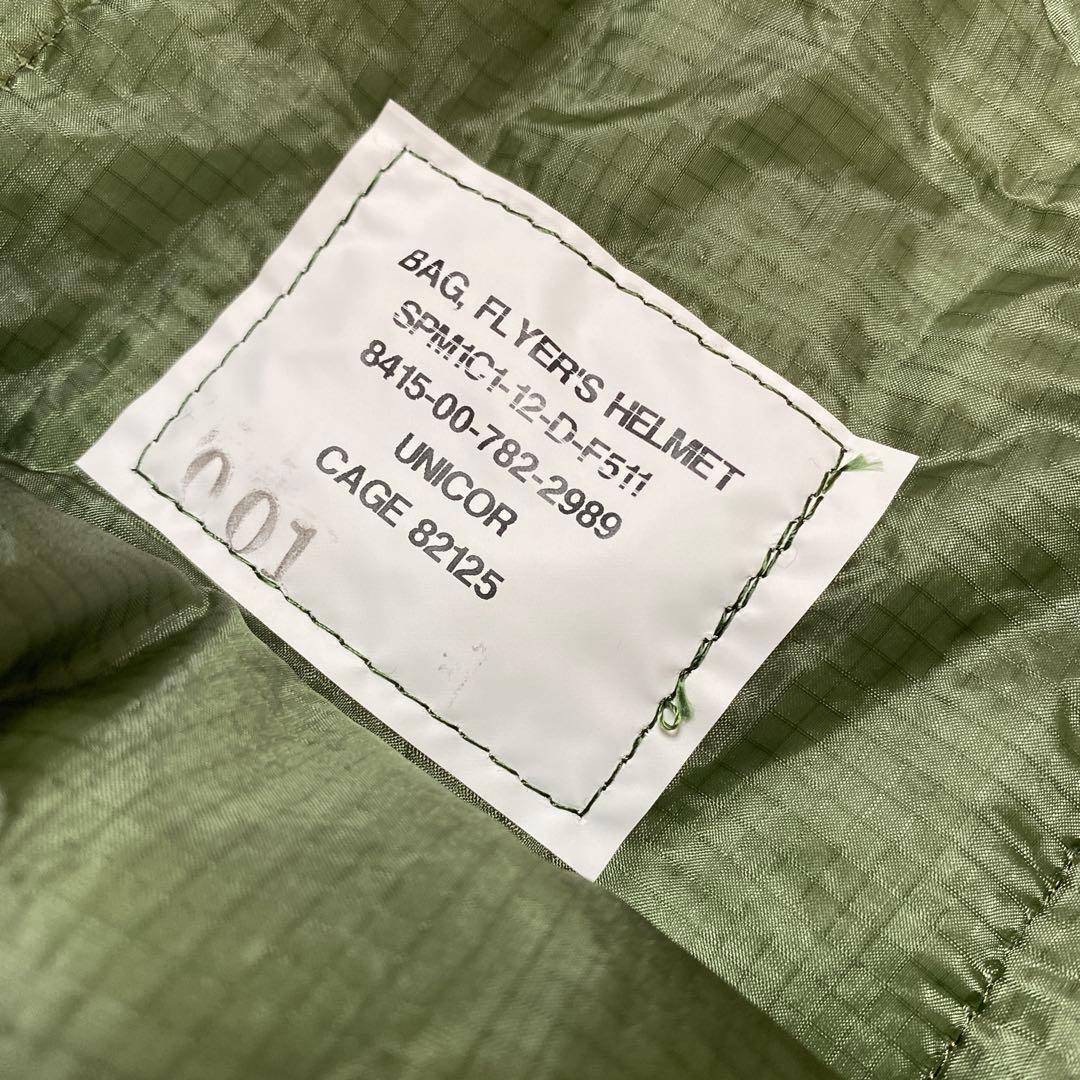 BAG, FLYER'S HELMET
SPM1C1-12-D-F511
8415-00-782-2989
UNICOR
CAGE 82125
001